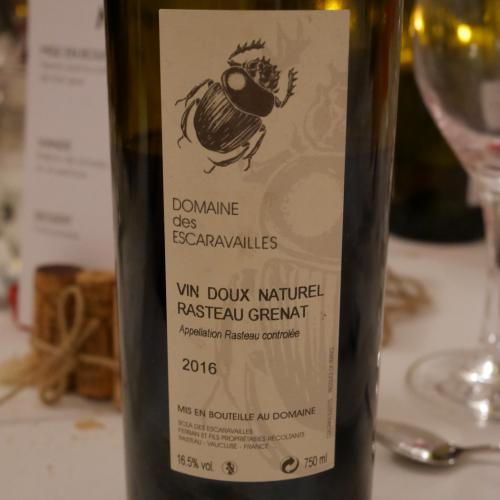 DOMAINE
des
ESCARAVAILLES
VIN DOUX NATUREL
RASTEAU GRENAT
Appellation Rasteau controlée
2016
MIS EN BOUTEILLE AU DOMAINE
SCEA DES ESCARAVAILLES
FERRAN ET FILS PROPRIÉTAIRES-RÉCOLTANTS
RASTEAU - VAUCLUSE - FRANCE
16.5% vol.
750 ml